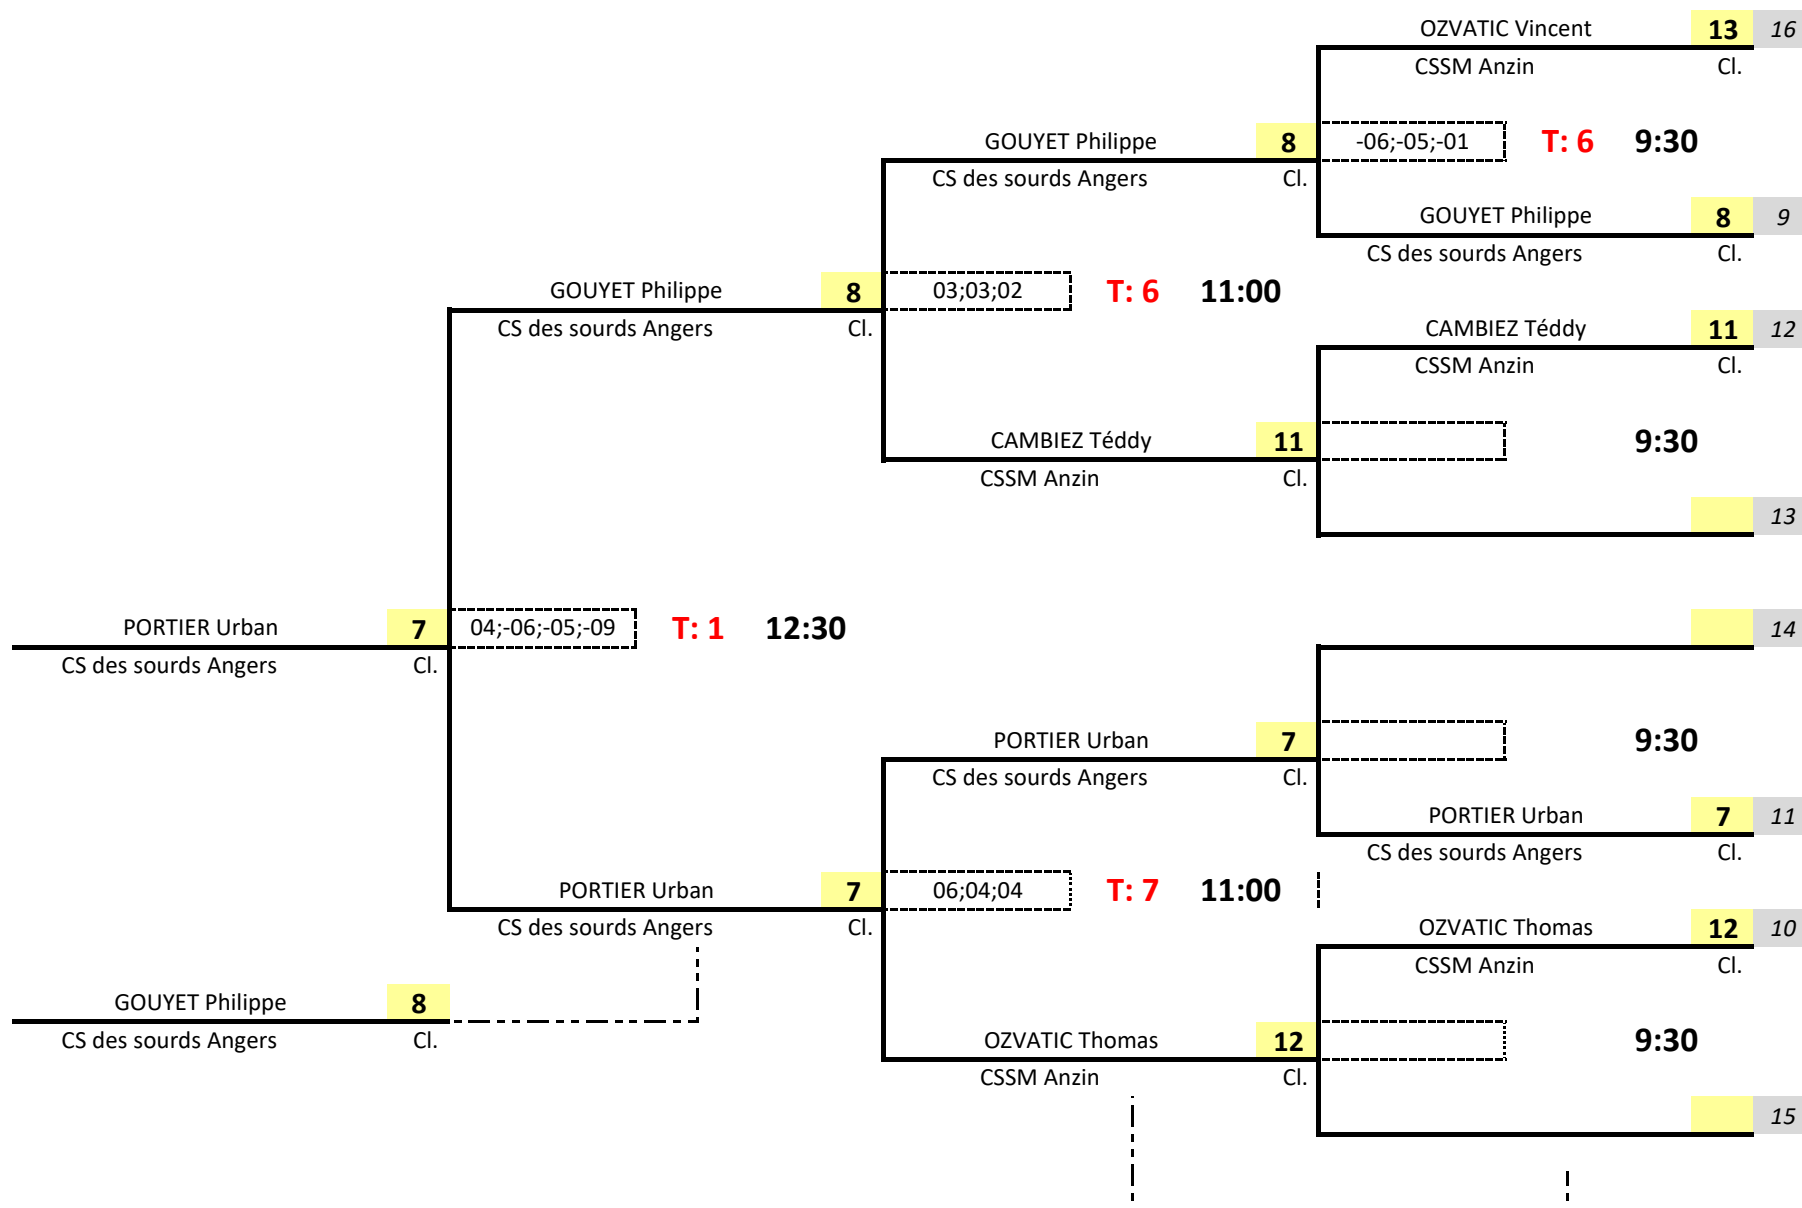 OZVATIC Vincent 13 16
CSSM Anzin Cl.
GOUYET Philippe 8 -06;-05;-01 T: 6 9:30
CS des sourds Angers Cl.
GOUYET Philippe 8 9
CS des sourds Angers Cl.
GOUYET Philippe 8 03;03;02 T: 6 11:00
CS des sourds Angers Cl.
CAMBIEZ Téddy 11 12
CSSM Anzin Cl.
CAMBIEZ Téddy 11 9:30
CSSM Anzin Cl.
13
PORTIER Urban 7 04;-06;-05;-09 T: 1 12:30
CS des sourds Angers Cl.
14
PORTIER Urban 7 9:30
CS des sourds Angers Cl.
PORTIER Urban 7 11
CS des sourds Angers Cl.
PORTIER Urban 7 06;04;04 T: 7 11:00
CS des sourds Angers Cl.
OZVATIC Thomas 12 10
CSSM Anzin Cl.
GOUYET Philippe 8
CS des sourds Angers Cl.
OZVATIC Thomas 12 9:30
CSSM Anzin Cl.
15